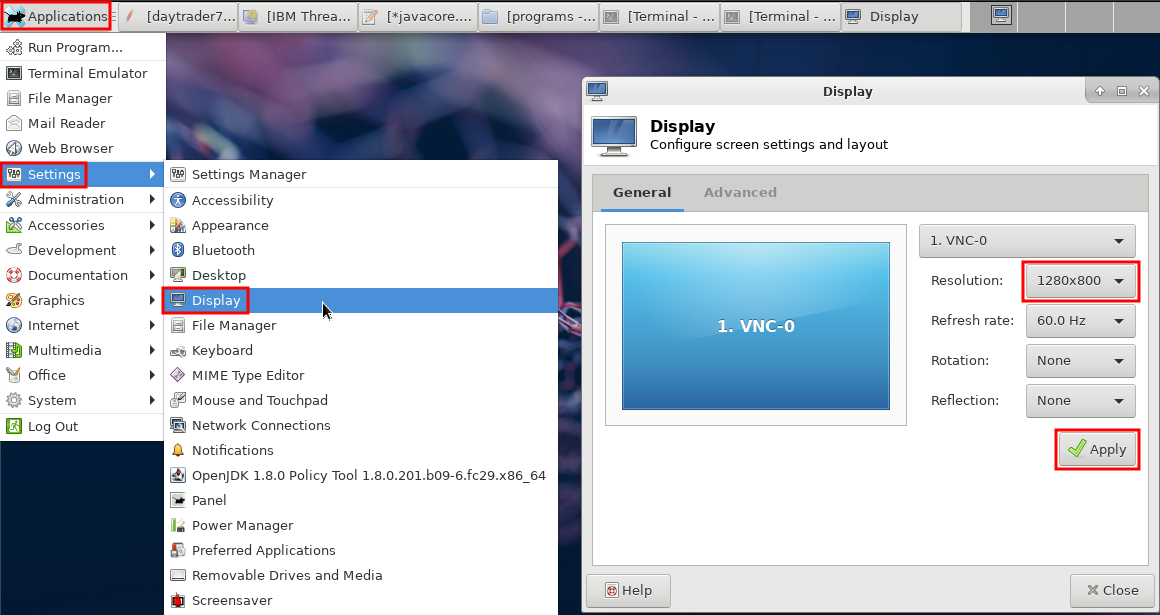 Applications
[daytrader7...
[IBM Threa...
[*javacore....
[programs -...
[Terminal - ...
[Terminal - ...
Display
Run Program...
Terminal Emulator
File Manager
Mail Reader
Web Browser
Settings
Administration
Accessories
Development
Documentation
Graphics
Internet
Multimedia
Office
System
Log Out
Settings Manager
Accessibility
Appearance
Bluetooth
Desktop
Display
File Manager
Keyboard
MIME Type Editor
Mouse and Touchpad
Network Connections
Notifications
OpenJDK 1.8.0 Policy Tool 1.8.0.201.b09-6.fc29.x86_64
Panel
Power Manager
Preferred Applications
Removable Drives and Media
Screensaver
Display
Display
Configure screen settings and layout
General
Advanced
1. VNC-0
1. VNC-0
Resolution:
1280x800
Refresh rate:
60.0 Hz
Rotation:
None
Reflection:
None
Apply
Help
Close